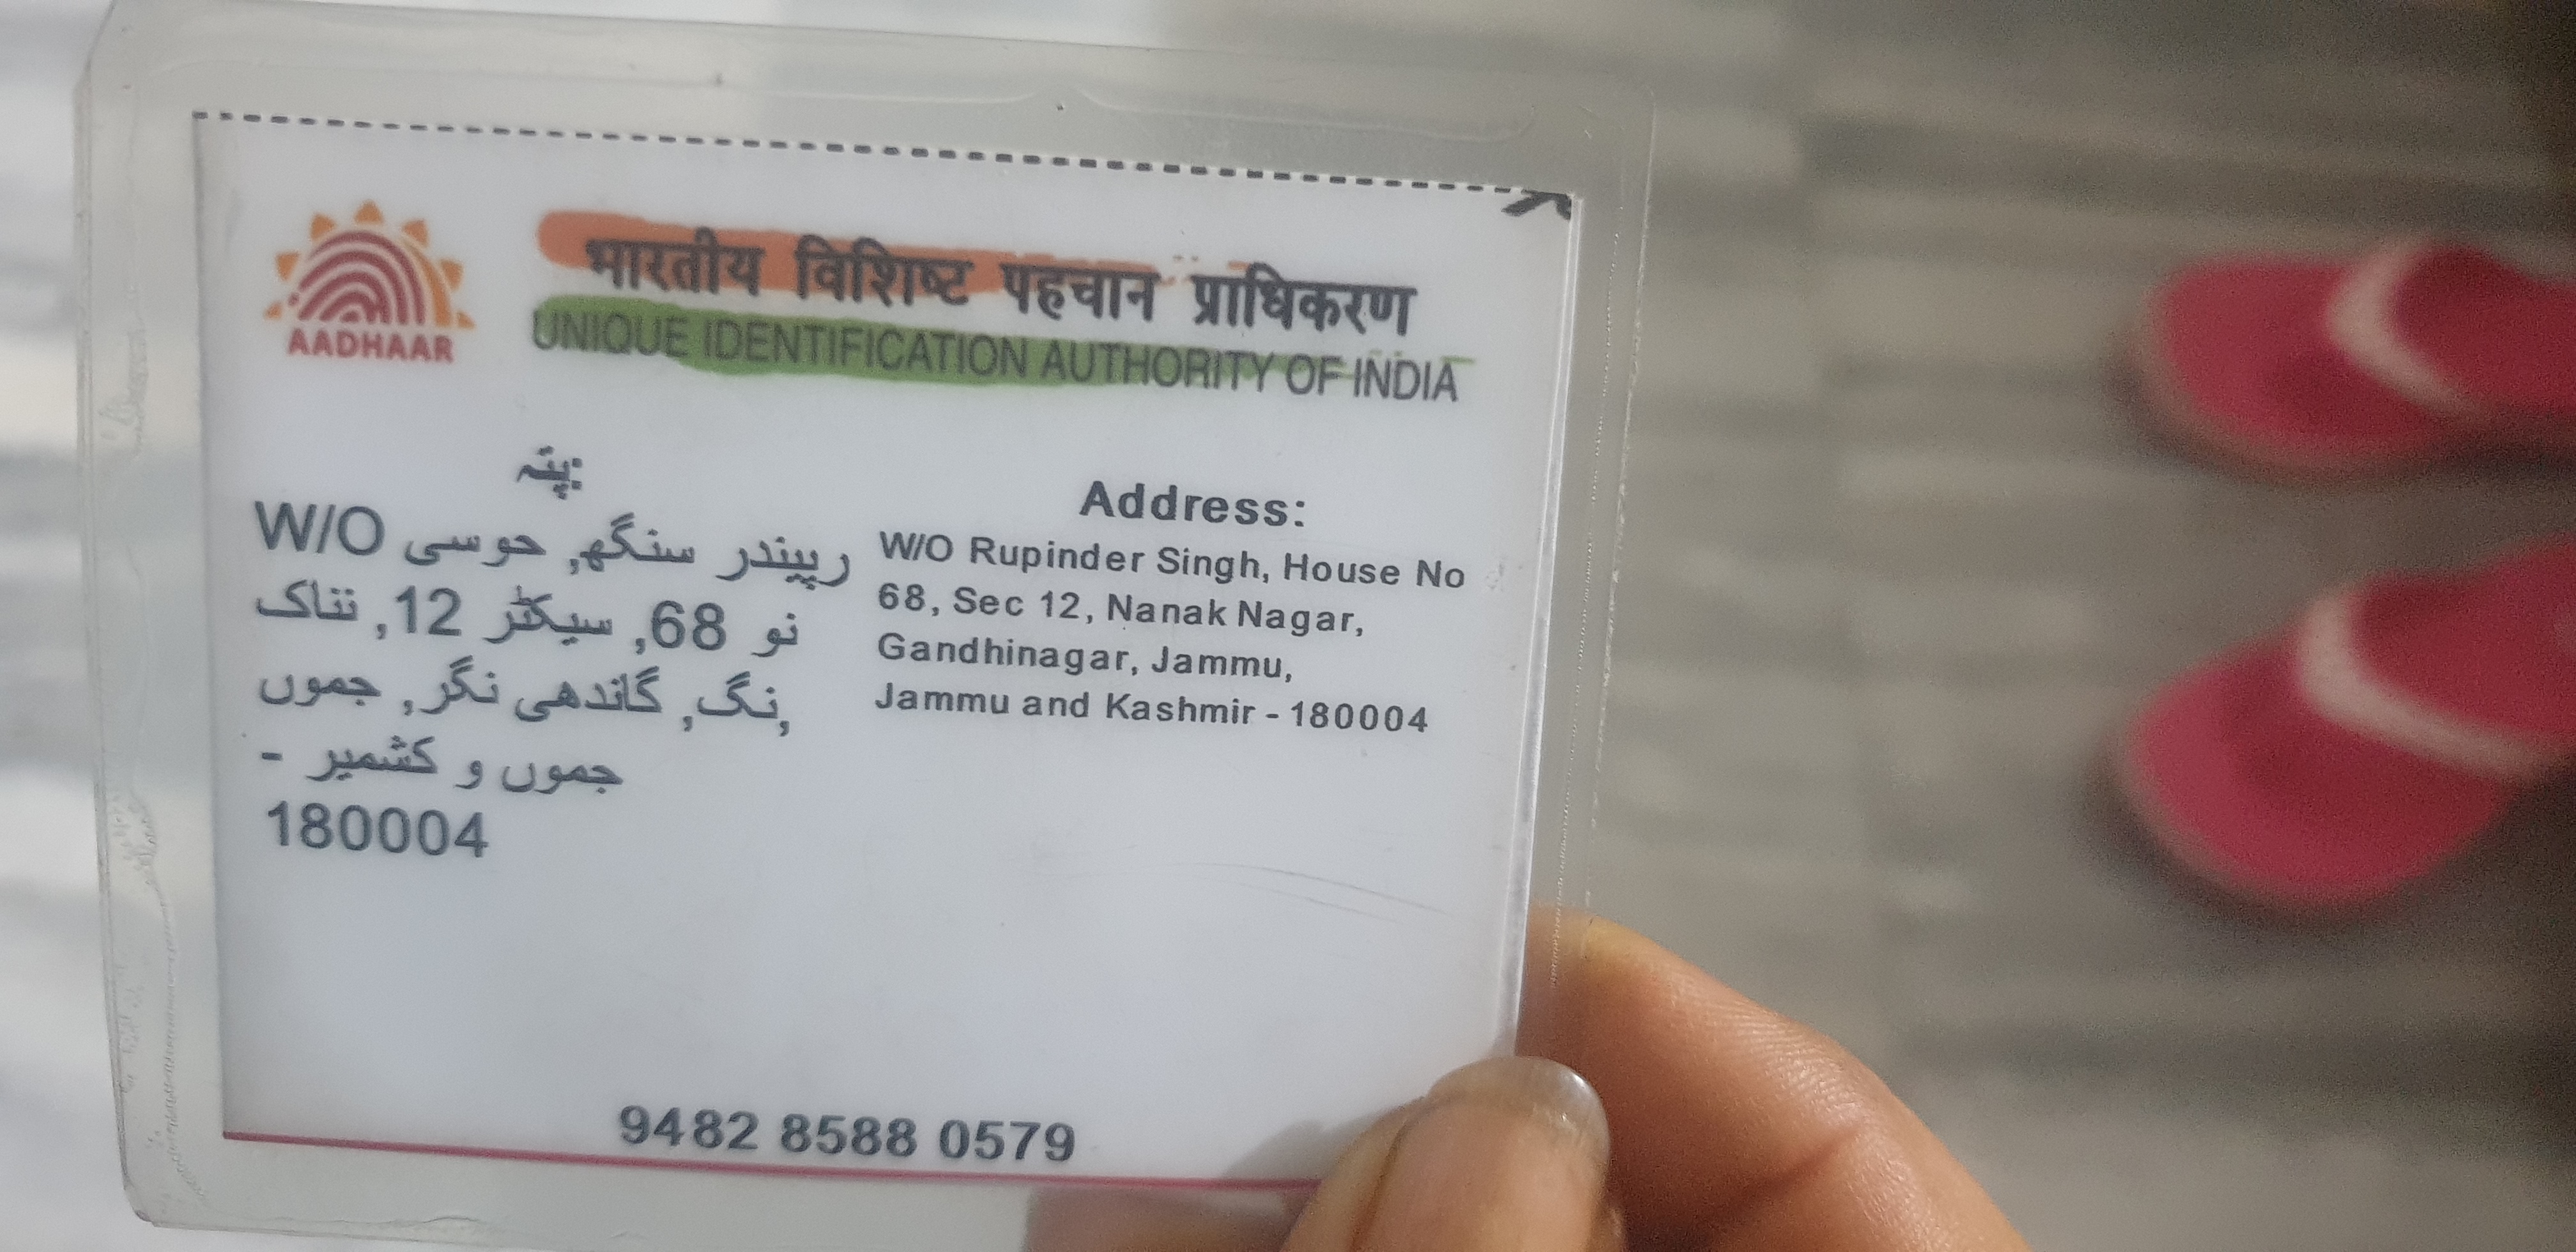 भारतीय विशिष्ट पहचान प्राधिकरण
UNIQUE IDENTIFICATION AUTHORITY OF INDIA
AADHAAR
پتہ:
W/O رپیندر سنگھ, حوسی
نو 68, سیکٹر 12, نناک
نگ, گاندھی نگر, جموں,
جموں و کشمیر -
180004
Address:
W/O Rupinder Singh, House No
68, Sec 12, Nanak Nagar,
Gandhinagar, Jammu,
Jammu and Kashmir - 180004
9482 8588 0579